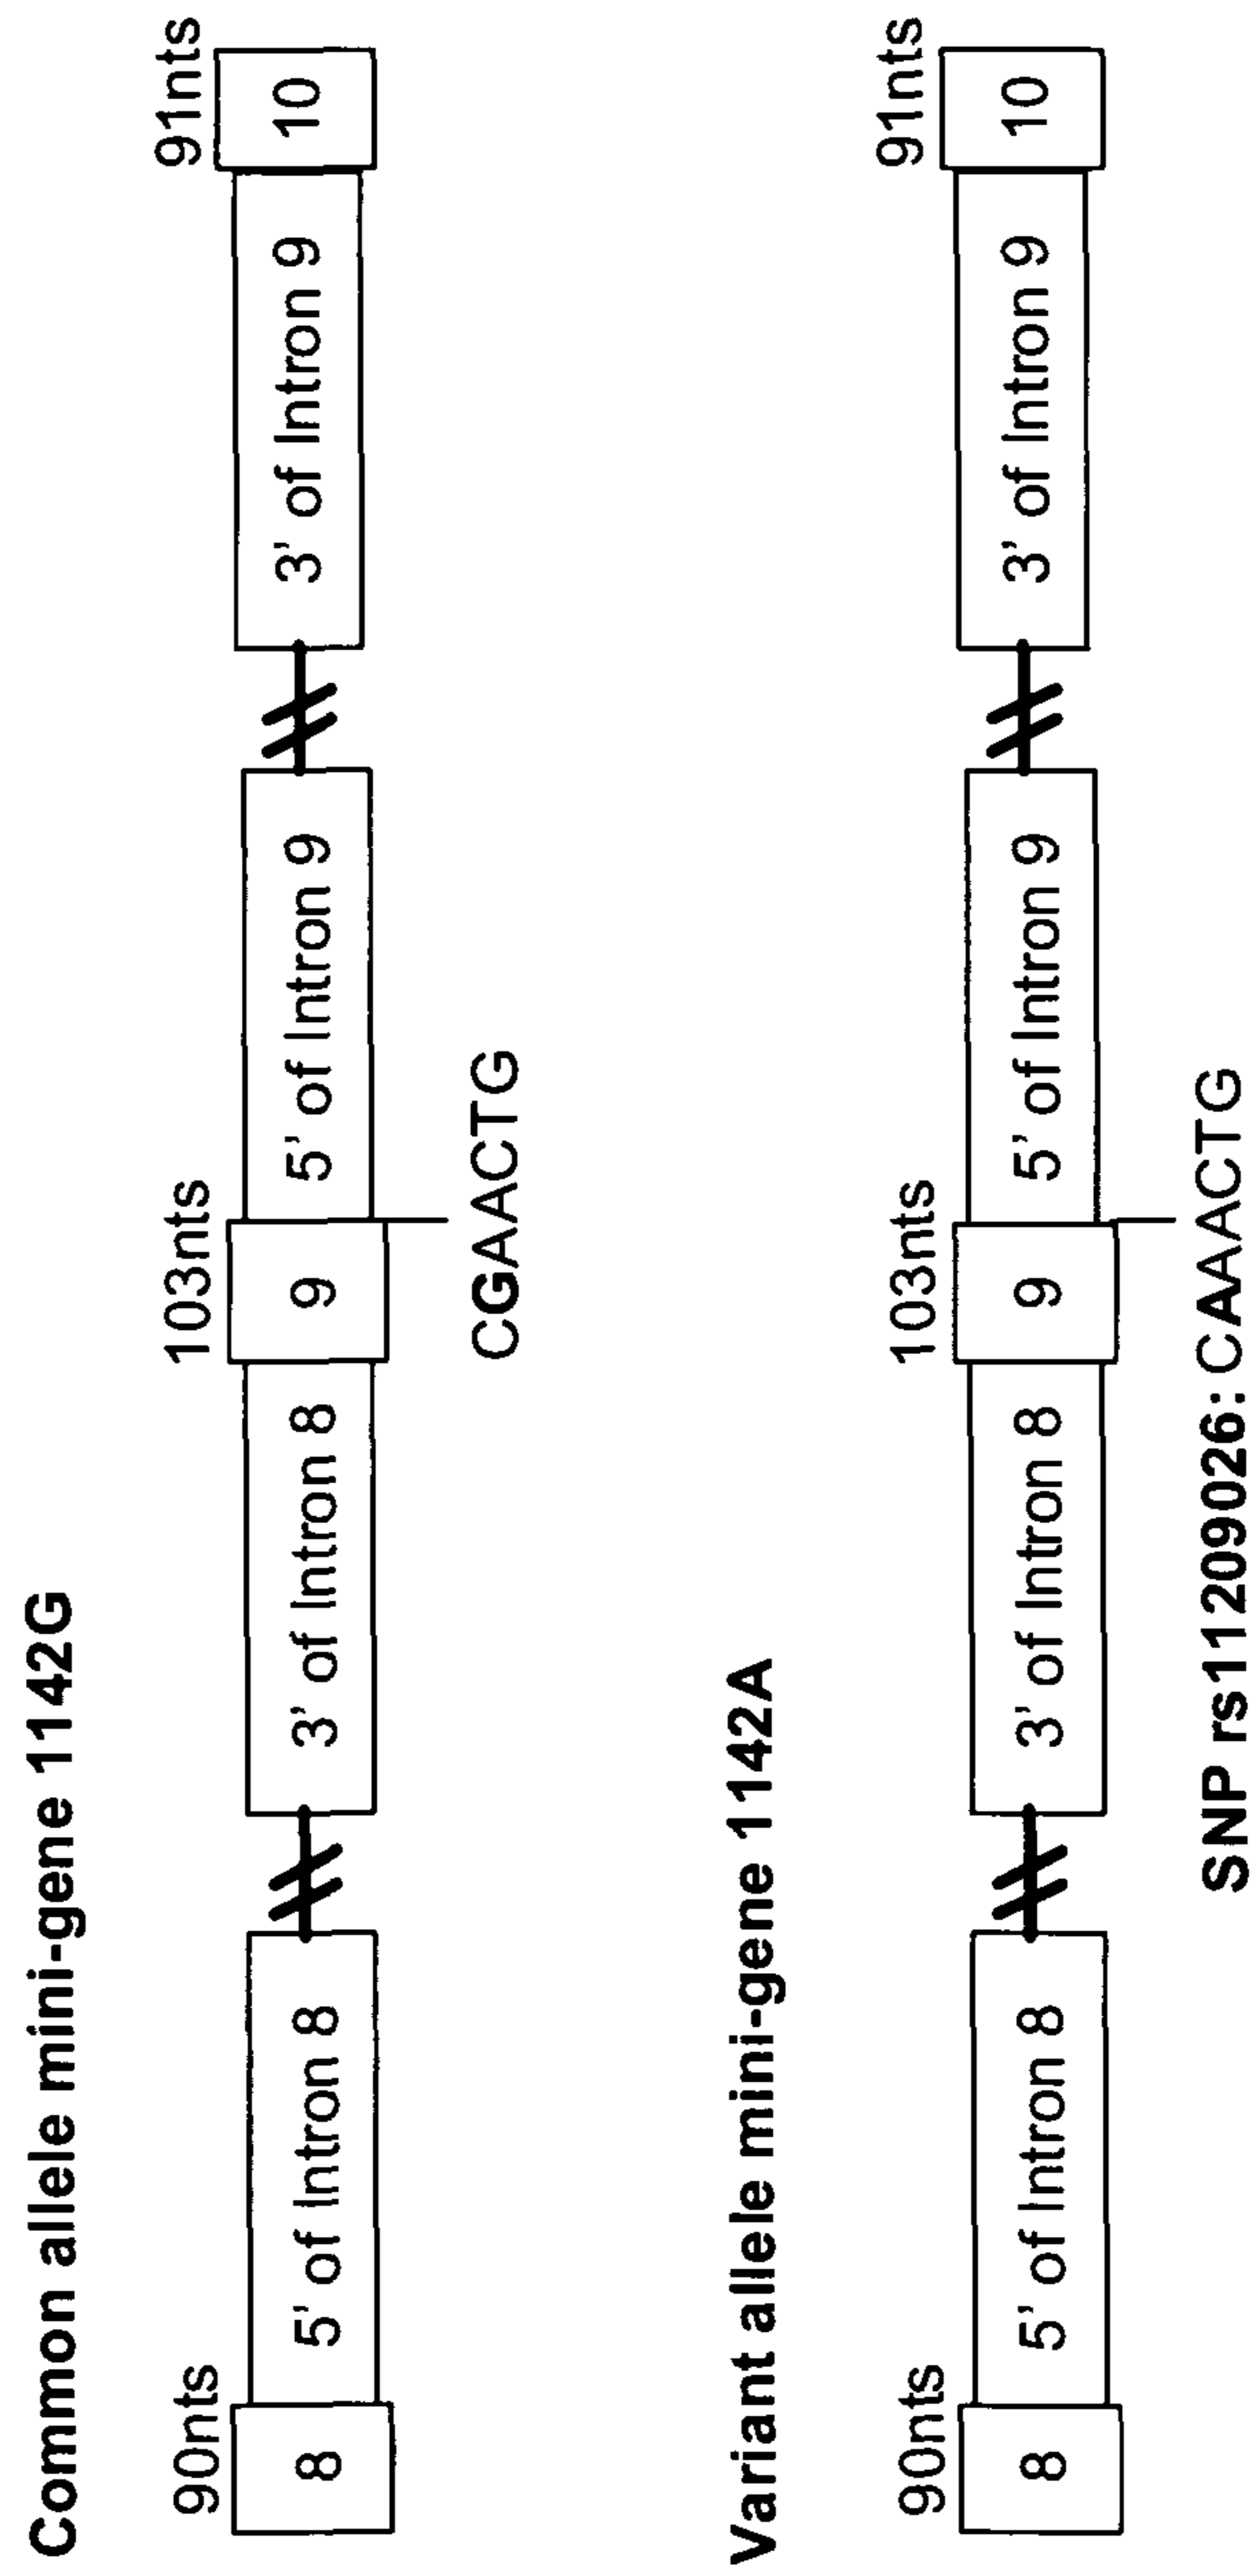 Common allele mini-gene 1142G
90nts 103nts 91nts
8 5' of Intron 8 3' of Intron 8 9 5' of Intron 9 3' of Intron 9 10
CGAACTG
Variant allele mini-gene 1142A
90nts 103nts 91nts
8 5' of Intron 8 3' of Intron 8 9 5' of Intron 9 3' of Intron 9 10
SNP rs11209026: CAAACTG